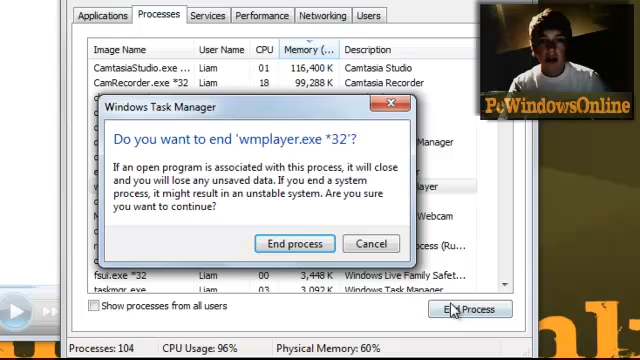 Applications Processes Services Performance Networking Users
Image Name User Name CPU Memory (... Description
CamtasiaStudio.exe ... Liam 01 116,400 K Camtasia Studio
CamRecorder.exe *32 Liam 18 99,288 K Camtasia Recorder
Windows Task Manager
Do you want to end 'wmplayer.exe *32'?
If an open program is associated with this process, it will close
and you will lose any unsaved data. If you end a system
process, it might result in an unstable system. Are you sure
you want to continue?
Webcam
End process Cancel
fsui.exe *32 Liam 00 3,448 K Windows Live Family Safet...
taskmgr.exe Liam 03 3,092 K Windows Task Manager
Show processes from all users
End Process
Processes: 104 CPU Usage: 96% Physical Memory: 60%
PcWindowsOnline